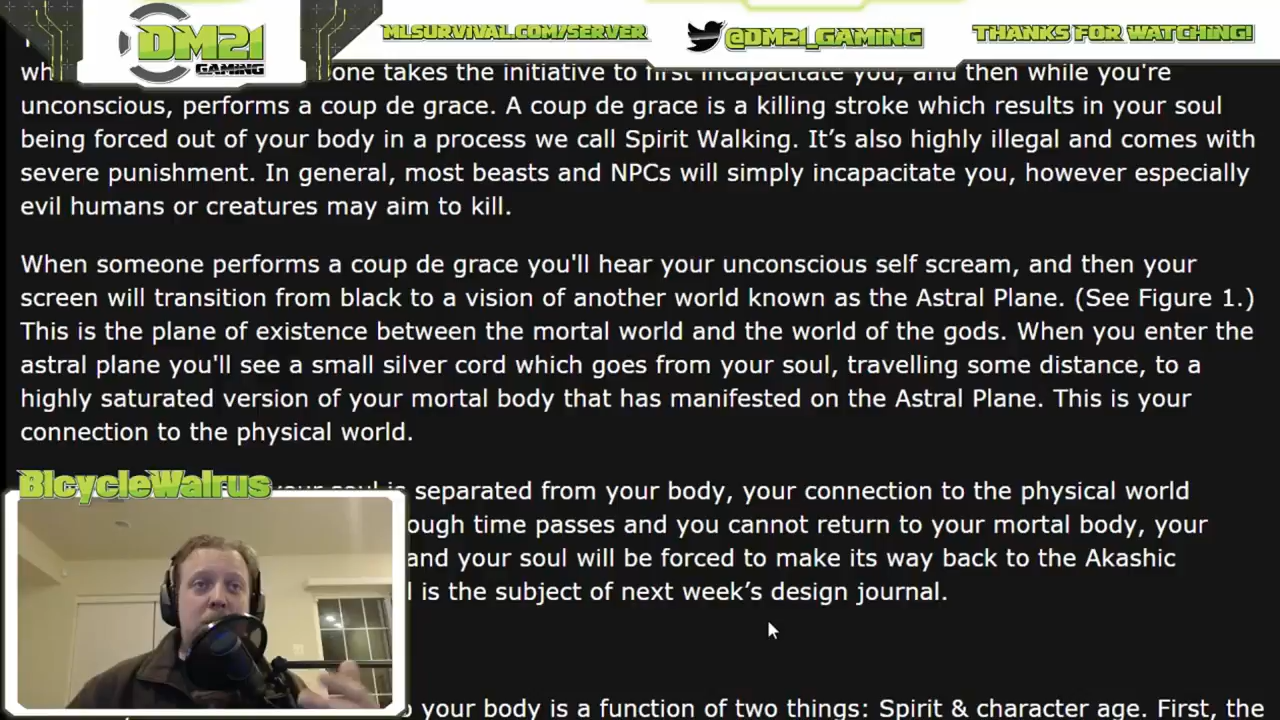 DM21
GAMING
MLSURVIVAL.COM/SERVER
@DM21_GAMING
THANKS FOR WATCHING!
one takes the initiative to first incapacitate you, and then while you're
unconscious, performs a coup de grace. A coup de grace is a killing stroke which results in your soul
being forced out of your body in a process we call Spirit Walking. It’s also highly illegal and comes with
severe punishment. In general, most beasts and NPCs will simply incapacitate you, however especially
evil humans or creatures may aim to kill.
When someone performs a coup de grace you'll hear your unconscious self scream, and then your
screen will transition from black to a vision of another world known as the Astral Plane. (See Figure 1.)
This is the plane of existence between the mortal world and the world of the gods. When you enter the
astral plane you'll see a small silver cord which goes from your soul, travelling some distance, to a
highly saturated version of your mortal body that has manifested on the Astral Plane. This is your
connection to the physical world.
BicycleWalrus
your soul is separated from your body, your connection to the physical world
ough time passes and you cannot return to your mortal body, your
and your soul will be forced to make its way back to the Akashic
is the subject of next week’s design journal.
your body is a function of two things: Spirit & character age. First, the